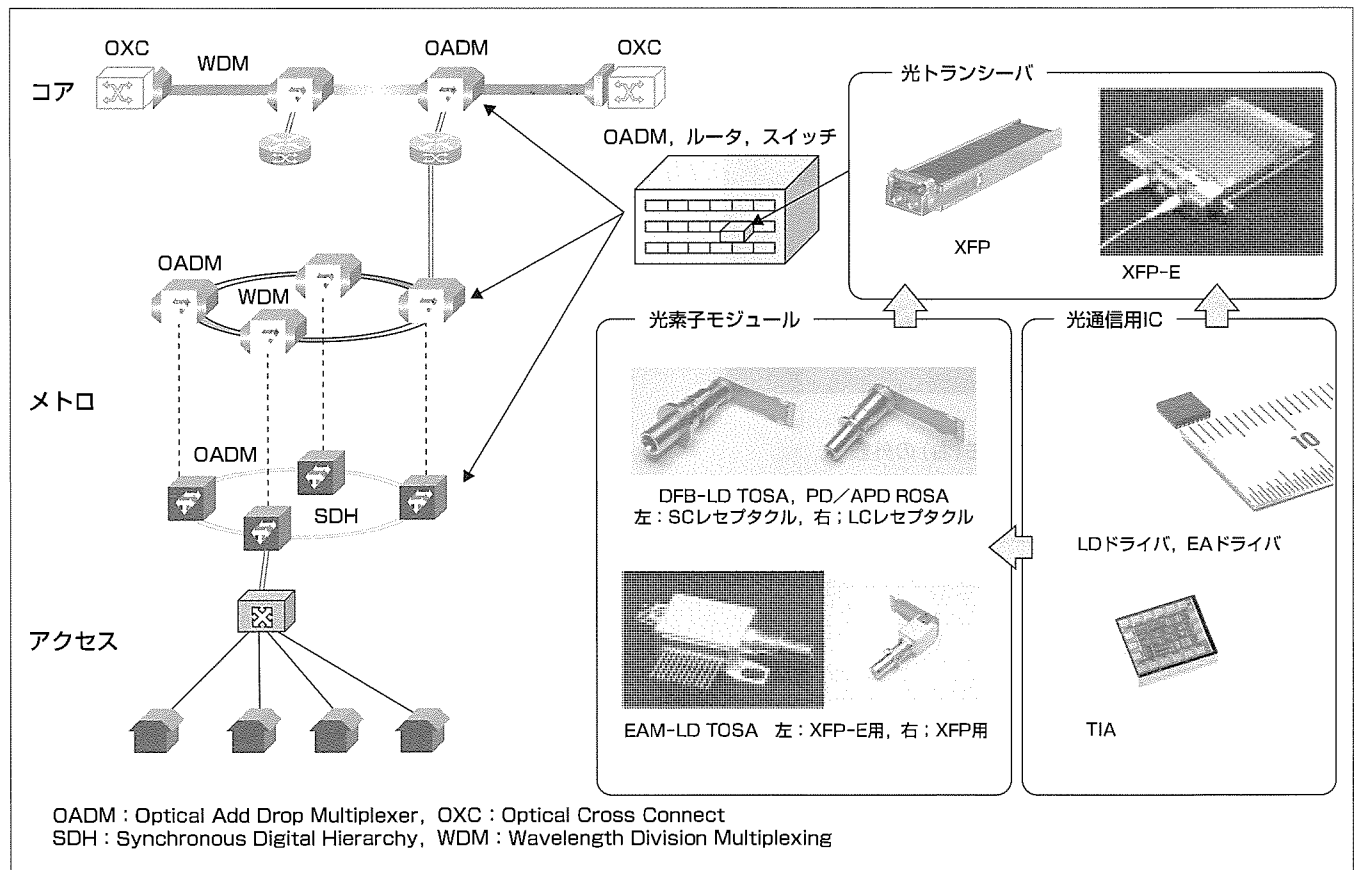 コア
OXC
WDM
OADM
OXC
OADM, ルータ, スイッチ
光トランシーバ
XFP
XFP-E
メトロ
OADM
WDM
OADM
SDH
アクセス
光素子モジュール
DFB-LD TOSA, PD／APD ROSA
左：SCレセプタクル, 右；LCレセプタクル
EAM-LD TOSA 左：XFP-E用, 右；XFP用
光通信用IC
10
LDドライバ, EAドライバ
TIA
OADM：Optical Add Drop Multiplexer, OXC：Optical Cross Connect
SDH：Synchronous Digital Hierarchy, WDM：Wavelength Division Multiplexing